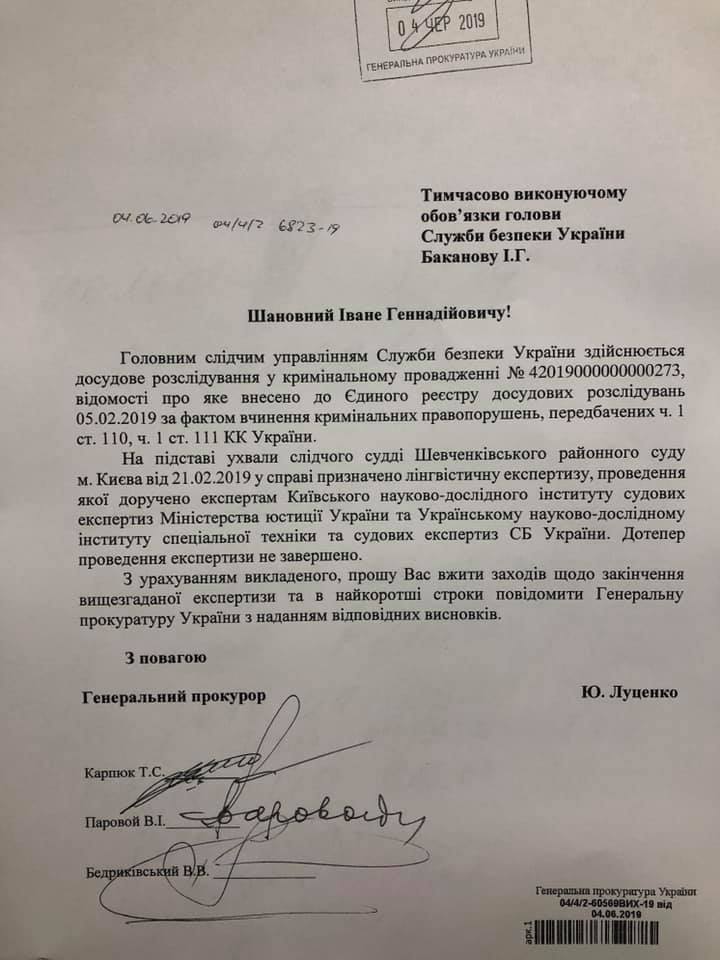 04 ЧЕР 2019
ГЕНЕРАЛЬНА ПРОКУРАТУРА УКРАЇНИ
Тимчасово виконуючому
обов’язки голови
Служби безпеки України
Баканову І.Г.
04.06.2019 04/4/2 6823-19
Шановний Іване Геннадійовичу!
Головним слідчим управлінням Служби безпеки України здійснюється
досудове розслідування у кримінальному провадженні № 42019000000000273,
відомості про яке внесено до Єдиного реєстру досудових розслідувань
05.02.2019 за фактом вчинення кримінальних правопорушень, передбачених ч. 1
ст. 110, ч. 1 ст. 111 КК України.
На підставі ухвали слідчого судді Шевченківського районного суду
м. Києва від 21.02.2019 у справі призначено лінгвістичну експертизу, проведення
якої доручено експертам Київського науково-дослідного інституту судових
експертиз Міністерства юстиції України та Українському науково-дослідному
інституту спеціальної техніки та судових експертиз СБ України. Дотепер
проведення експертизи не завершено.
З урахуванням викладеного, прошу Вас вжити заходів щодо закінчення
вищезгаданої експертизи та в найкоротші строки повідомити Генеральну
прокуратуру України з наданням відповідних висновків.
З повагою
Генеральний прокурор Ю. Луценко
Карпюк Т.С.
Паровой В.І.
Бедриківський В.В.
Генеральна прокуратура України
04/4/2-60569ВИХ-19 від
04.06.2019
арк.1